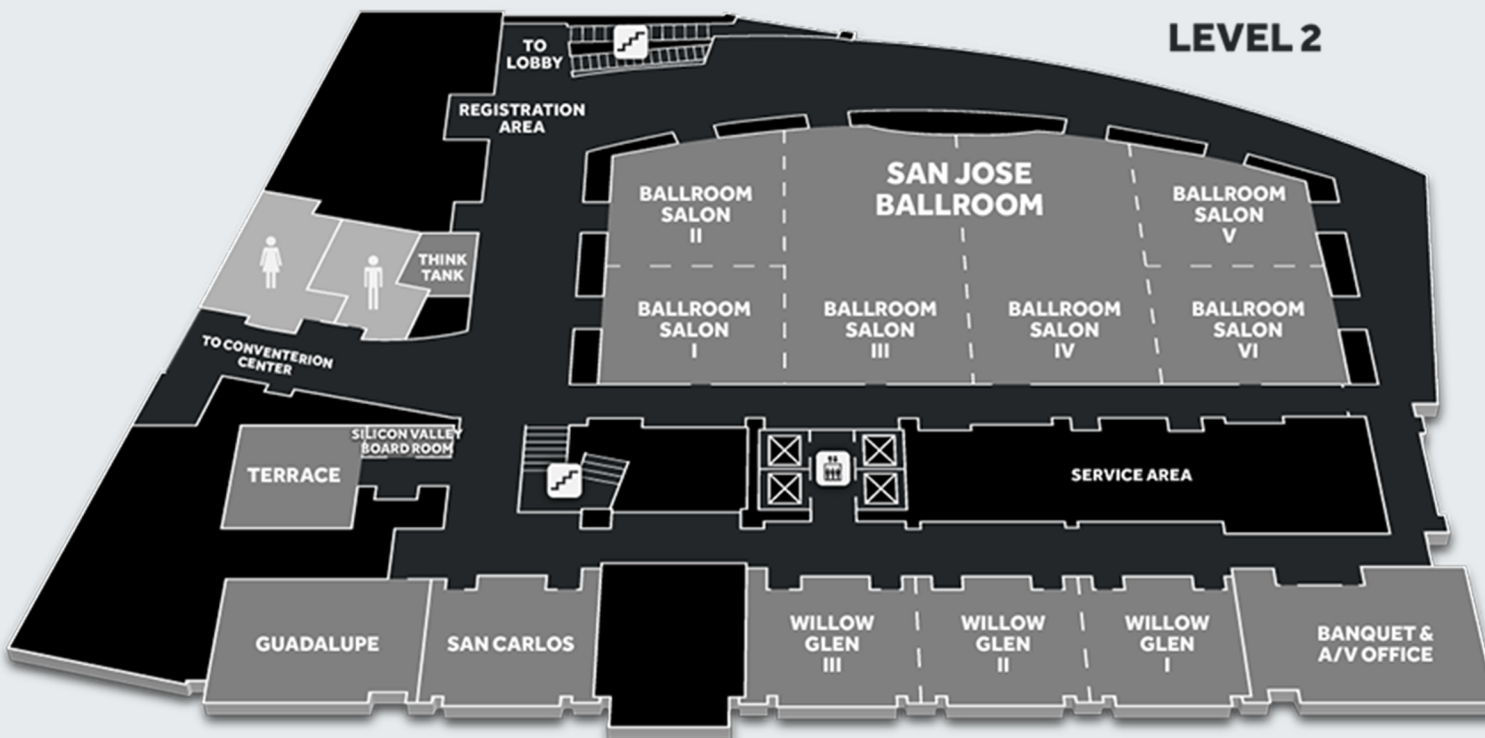 LEVEL 2
TO
LOBBY
REGISTRATION
AREA
SAN JOSE
BALLROOM
BALLROOM
SALON
II
BALLROOM
SALON
V
THINK
TANK
BALLROOM
SALON
I
BALLROOM
SALON
III
BALLROOM
SALON
IV
BALLROOM
SALON
VI
TO CONVENTERION
CENTER
SILICON VALLEY
BOARD ROOM
TERRACE
SERVICE AREA
GUADALUPE
SAN CARLOS
WILLOW
GLEN
III
WILLOW
GLEN
II
WILLOW
GLEN
I
BANQUET &
A/V OFFICE